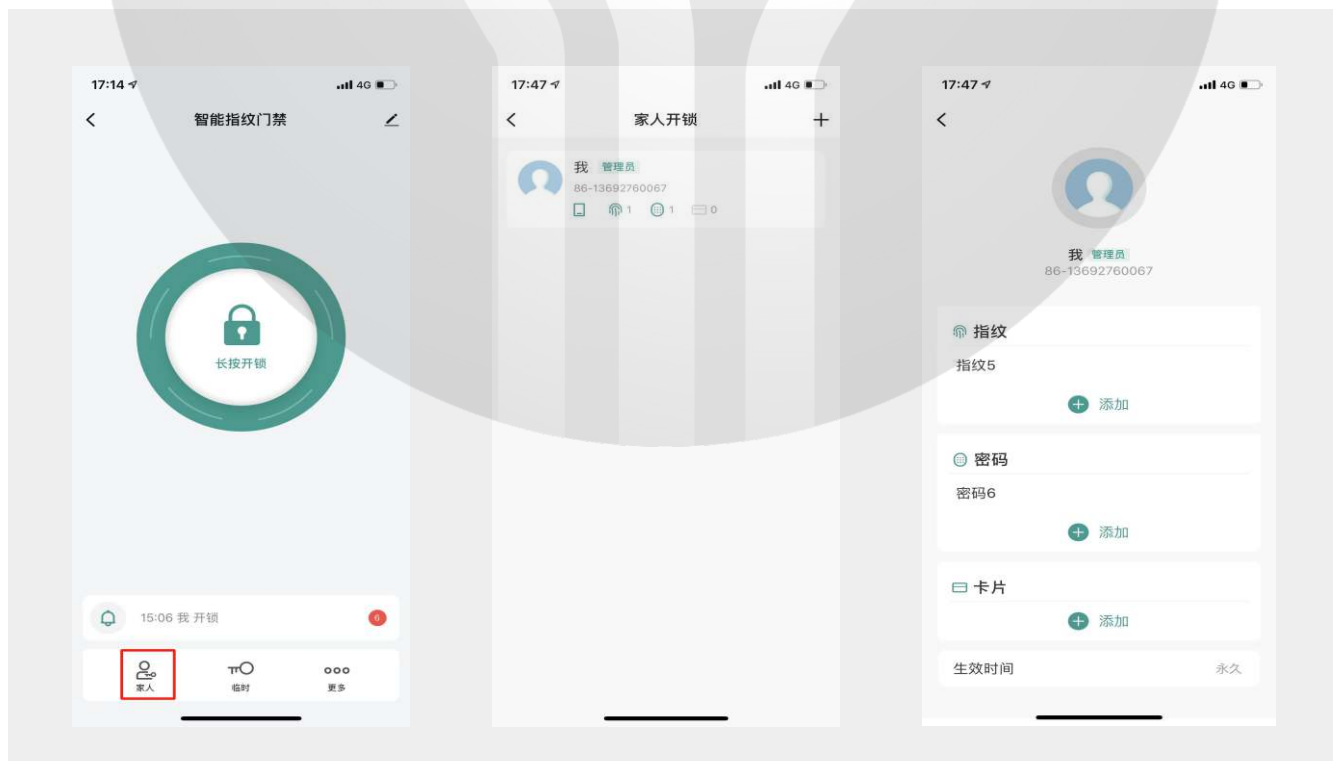 17:14
4G
智能指纹门禁
长按开锁
15:06 我 开锁
6
家人
临时
更多
17:47
4G
家人开锁
我 管理员
86-13692760067
1 1 0
17:47
4G
我 管理员
86-13692760067
指纹
指纹5
添加
密码
密码6
添加
卡片
添加
生效时间 永久